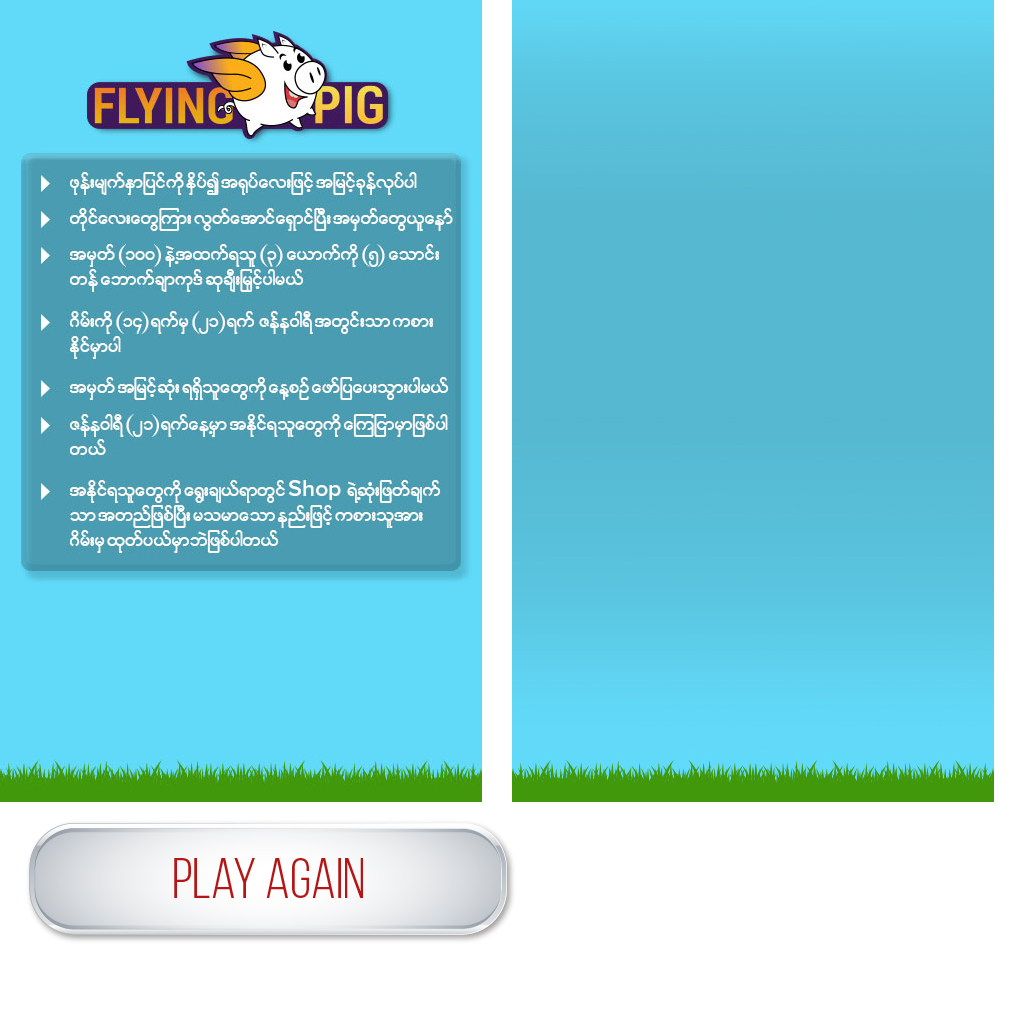 FLYING PIG
ဖုန်းမျက်နှာပြင်ကို နှိပ်၍ အရုပ်လေးဖြင့် အမြင့်ခုန်လုပ်ပါ
တိုင်လေးတွေကြား လွတ်အောင်ရှောင်ပြီး အမှတ်တွေယူနော်
အမှတ် (၁၀၀) နဲ့အထက်ရသူ (၃) ယောက်ကို (၅) သောင်း
တန် ဘောက်ချာကုဒ် ဆုချီးမြှင့်ပါမယ်
ဂိမ်းကို (၁၄)ရက်မှ (၂၁)ရက် ဇန်နဝါရီ အတွင်းသာ ကစား
နိုင်မှာပါ
အမှတ် အမြင့်ဆုံး ရရှိသူတွေကို နေ့စဉ် ဖော်ပြပေးသွားပါမယ်
ဇန်နဝါရီ (၂၁)ရက်နေ့မှာ အနိုင်ရသူတွေကို ကြေငြာမှာဖြစ်ပါ
တယ်
အနိုင်ရသူတွေကို ရွေးချယ်ရာတွင် Shop ရဲ့ဆုံးဖြတ်ချက်
သာ အတည်ဖြစ်ပြီး မသမာသော နည်းဖြင့် ကစားသူအား
ဂိမ်းမှ ထုတ်ပယ်မှာဘဲဖြစ်ပါတယ်
PLAY AGAIN